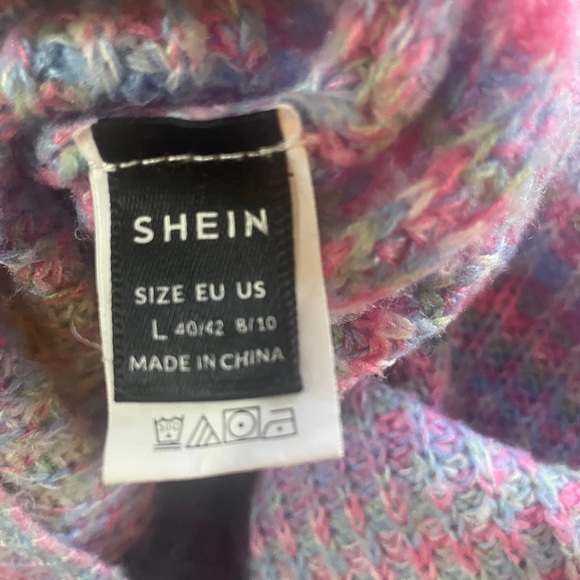 SHEIN
SIZE EU US
L 40/42 8/10
MADE IN CHINA